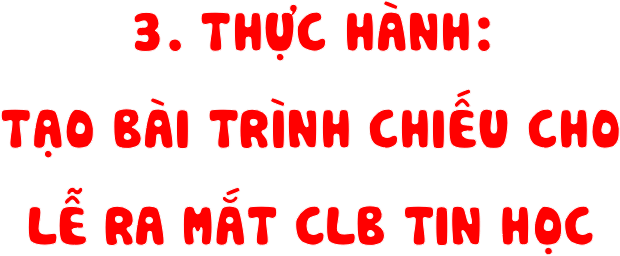 3. THỰC HÀNH:
TẠO BÀI TRÌNH CHIẾU CHO
LỄ RA MẮT CLB TIN HỌC